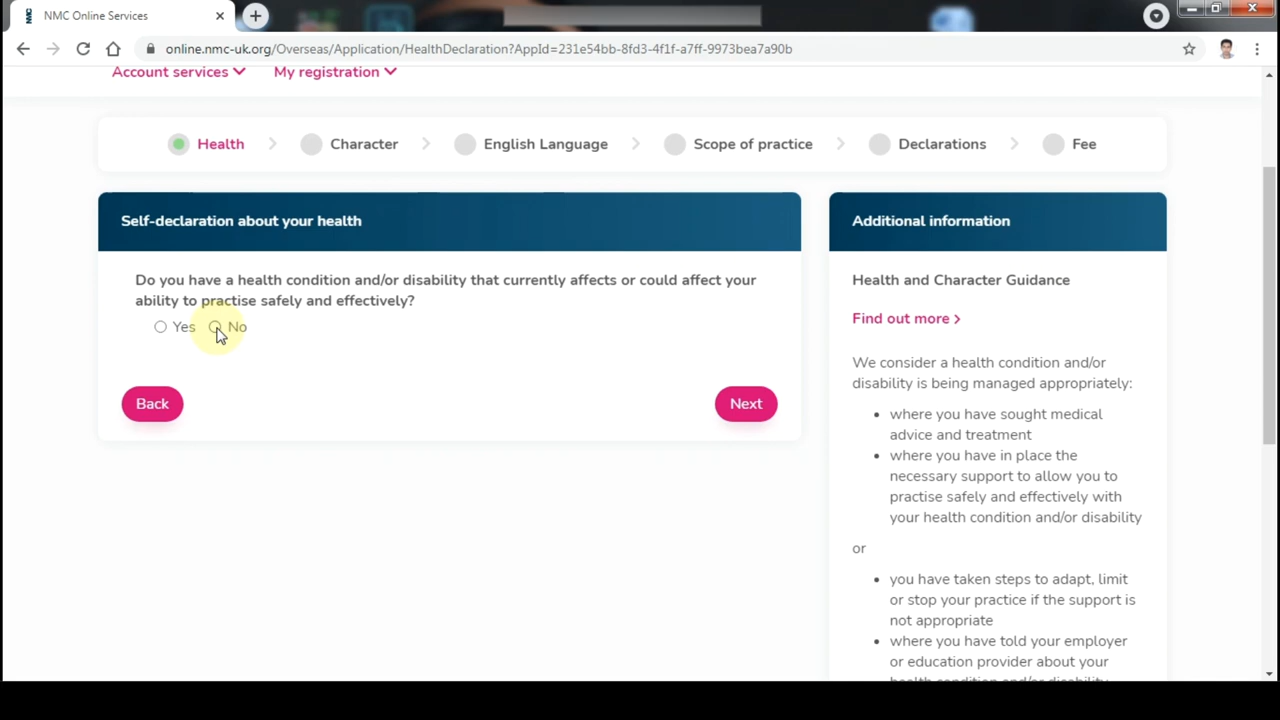 NMC Online Services
online.nmc-uk.org/Overseas/Application/HealthDeclaration?AppId=231e54bb-8fd3-4f1f-a7ff-9973bea7a90b
Account services My registration
Health Character English Language Scope of practice Declarations Fee
Self-declaration about your health
Do you have a health condition and/or disability that currently affects or could affect your
ability to practise safely and effectively?
Yes No
Back Next
Additional information
Health and Character Guidance
Find out more
We consider a health condition and/or
disability is being managed appropriately:
• where you have sought medical
advice and treatment
• where you have in place the
necessary support to allow you to
practise safely and effectively with
your health condition and/or disability
or
• you have taken steps to adapt, limit
or stop your practice if the support is
not appropriate
• where you have told your employer
or education provider about your
health condition and/or disability